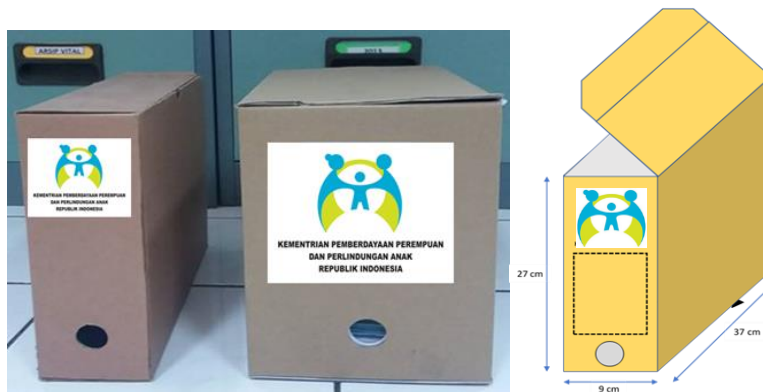 ARSIP VITAL
KEMENTRIAN PEMBERDAYAAN PEREMPUAN
DAN PERLINDUNGAN ANAK
REPUBLIK INDONESIA
KEMENTRIAN PEMBERDAYAAN PEREMPUAN
DAN PERLINDUNGAN ANAK
REPUBLIK INDONESIA
27 cm
37 cm
9 cm